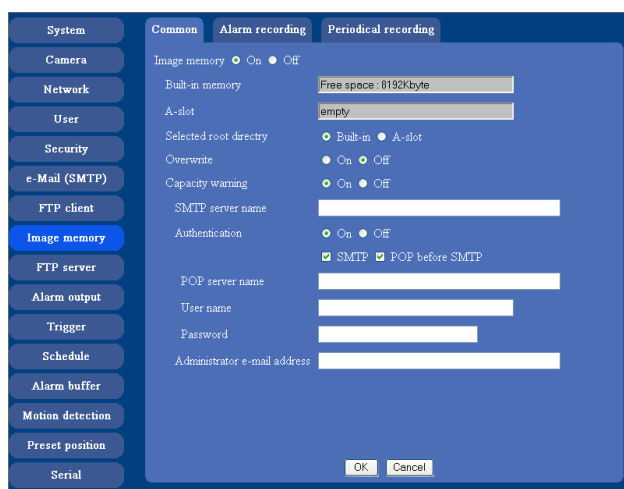 System
Camera
Network
User
Security
e-Mail (SMTP)
FTP client
Image memory
FTP server
Alarm output
Trigger
Schedule
Alarm buffer
Motion detection
Preset position
Serial
Common Alarm recording Periodical recording
Image memory On Off
Built-in memory Free space : 8192Kbyte
A-slot empty
Selected root directry Built-in A-slot
Overwrite On Off
Capacity warning On Off
SMTP server name
Authentication On Off
SMTP POP before SMTP
POP server name
User name
Password
Administrator e-mail address
OK Cancel